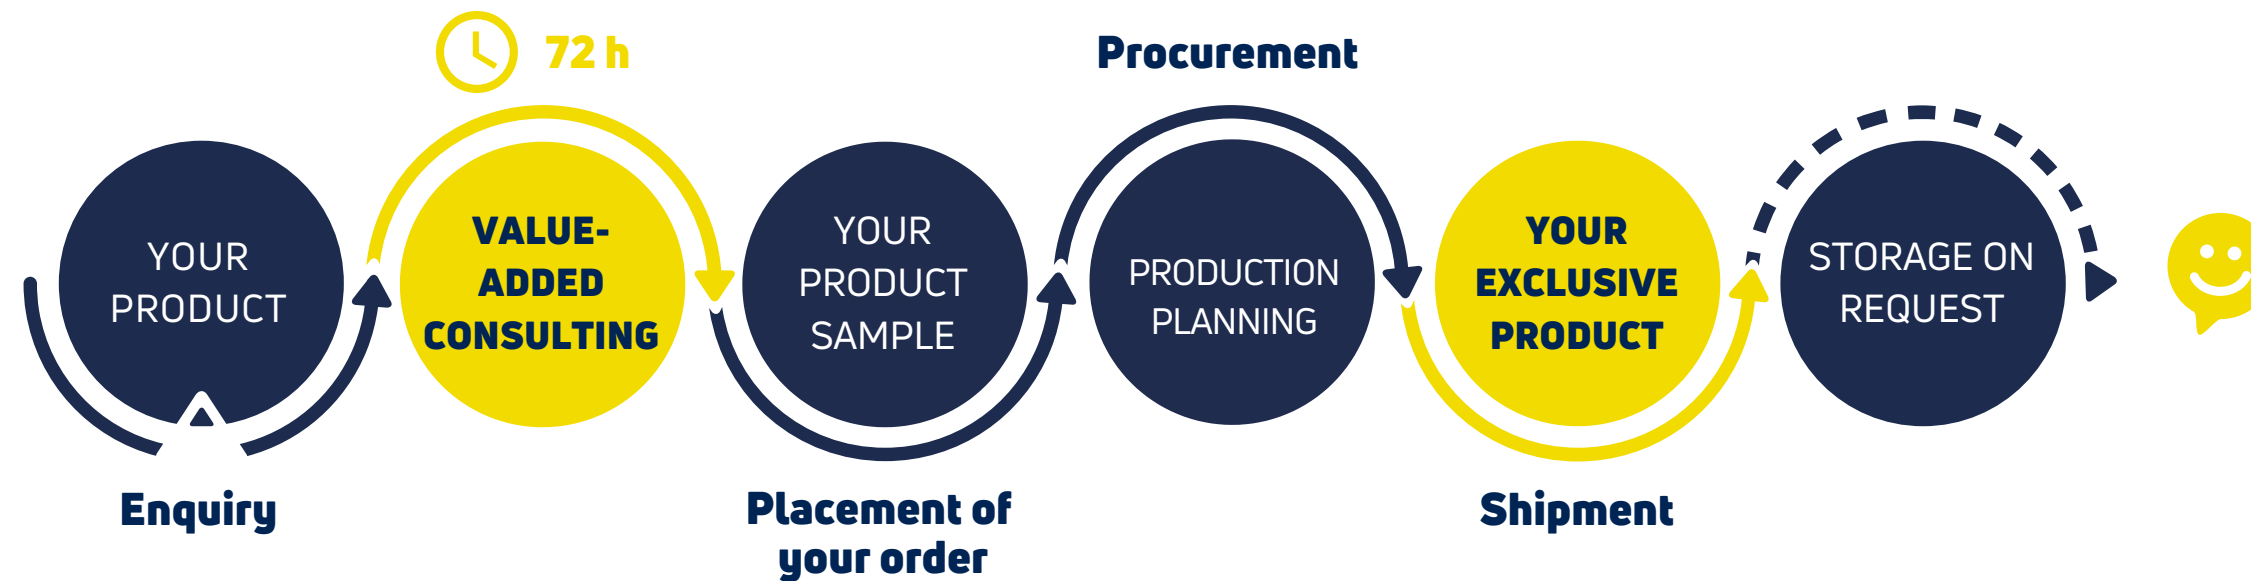 72 h
Procurement
YOUR
PRODUCT
VALUE-
ADDED
CONSULTING
YOUR
PRODUCT
SAMPLE
PRODUCTION
PLANNING
YOUR
EXCLUSIVE
PRODUCT
STORAGE ON
REQUEST
Enquiry
Placement of
your order
Shipment